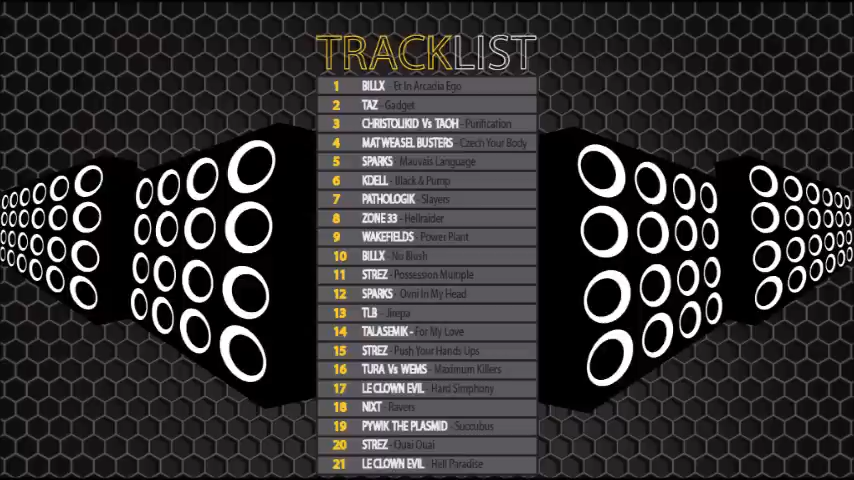 TRACKLIST
1 BILLX - Et In Arcadia Ego
2 TAZ - Gadget
3 CHRISTOLIKID Vs TAOH - Purification
4 MAT WEASEL BUSTERS - Czech Your Body
5 SPARKS - Mauvais Language
6 KDELL - Black & Pump
7 PATHOLOGIK - Slayers
8 ZONE 33 - Hellraider
9 WAKEFIELDS - Power Plant
10 BILLX - No Blush
11 STREZ - Possession Multiple
12 SPARKS - Ovni In My Head
13 TLB -
14 TALASEMIK - For My Love
15 STREZ - Push Your Hands Ups
16 TURA Vs WEMS - Maximum Killers
17 LE CLOWN EVIL - Hard Simphony
18 NIXT - Ravers
19 PYWIK THE PLASMID - Succubus
20 STREZ - Ouai Ouai
21 LE CLOWN EVIL - Hell Paradise